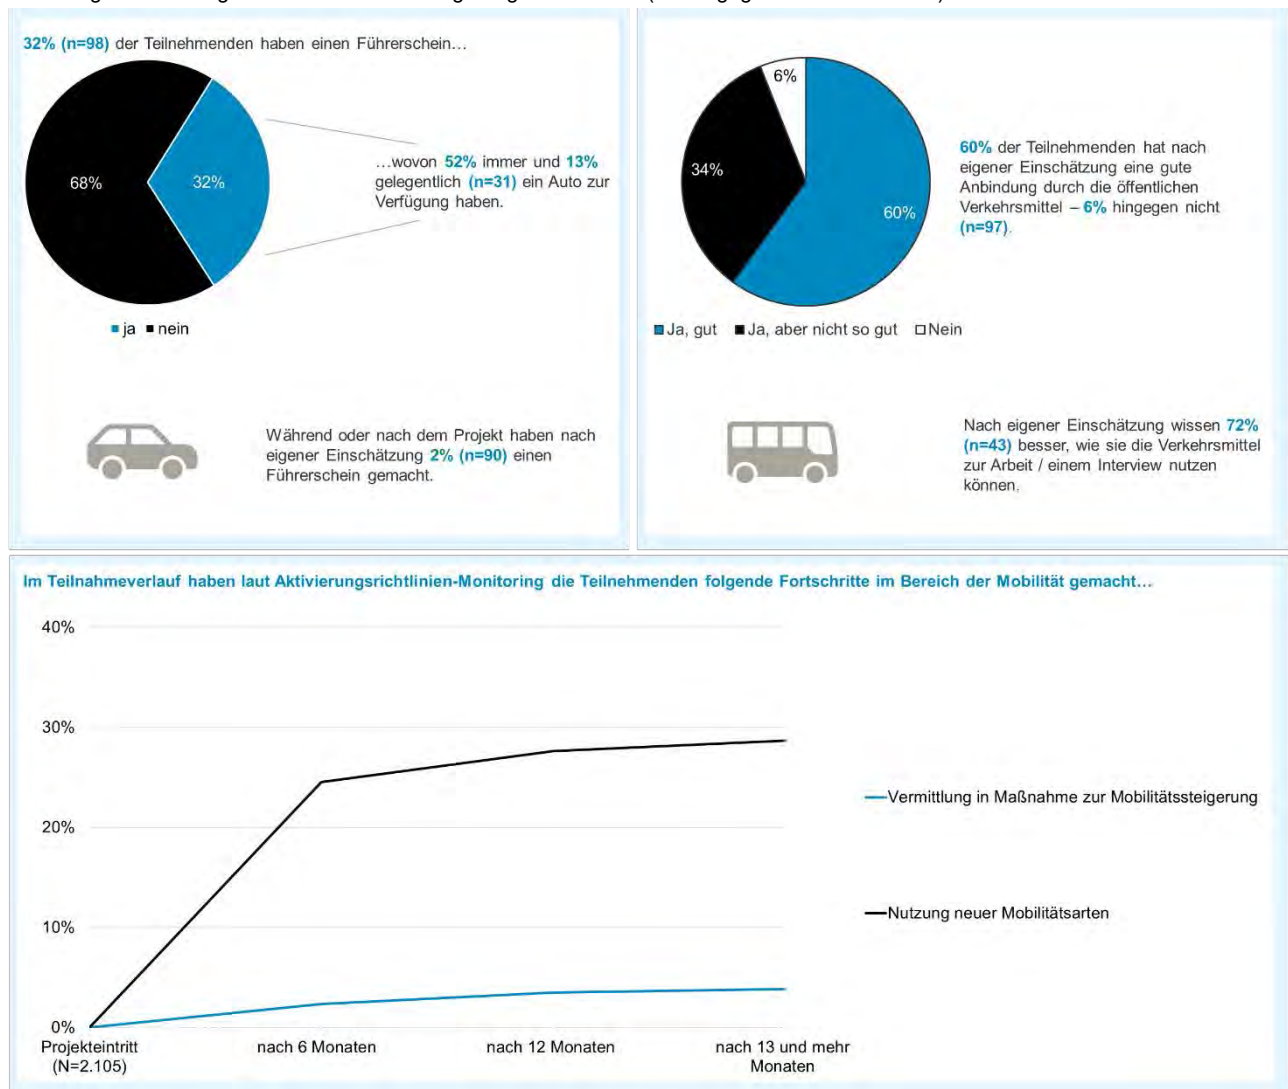 32% (n=98) der Teilnehmenden haben einen Führerschein…
68%
32%
…wovon 52% immer und 13%
gelegentlich (n=31) ein Auto zur
Verfügung haben.
ja nein
Während oder nach dem Projekt haben nach
eigener Einschätzung 2% (n=90) einen
Führerschein gemacht.
6%
34%
60%
60% der Teilnehmenden hat nach
eigener Einschätzung eine gute
Anbindung durch die öffentlichen
Verkehrsmittel – 6% hingegen nicht
(n=97).
Ja, gut Ja, aber nicht so gut Nein
Nach eigener Einschätzung wissen 72%
(n=43) besser, wie sie die Verkehrsmittel
zur Arbeit / einem Interview nutzen
können.
Im Teilnahmeverlauf haben laut Aktivierungsrichtlinien-Monitoring die Teilnehmenden folgende Fortschritte im Bereich der Mobilität gemacht…
40%
30%
20%
10%
0%
Projekteintritt
(N=2.105)
nach 6 Monaten
nach 12 Monaten
nach 13 und mehr
Monaten
Vermittlung in Maßnahme zur Mobilitätssteigerung
Nutzung neuer Mobilitätsarten